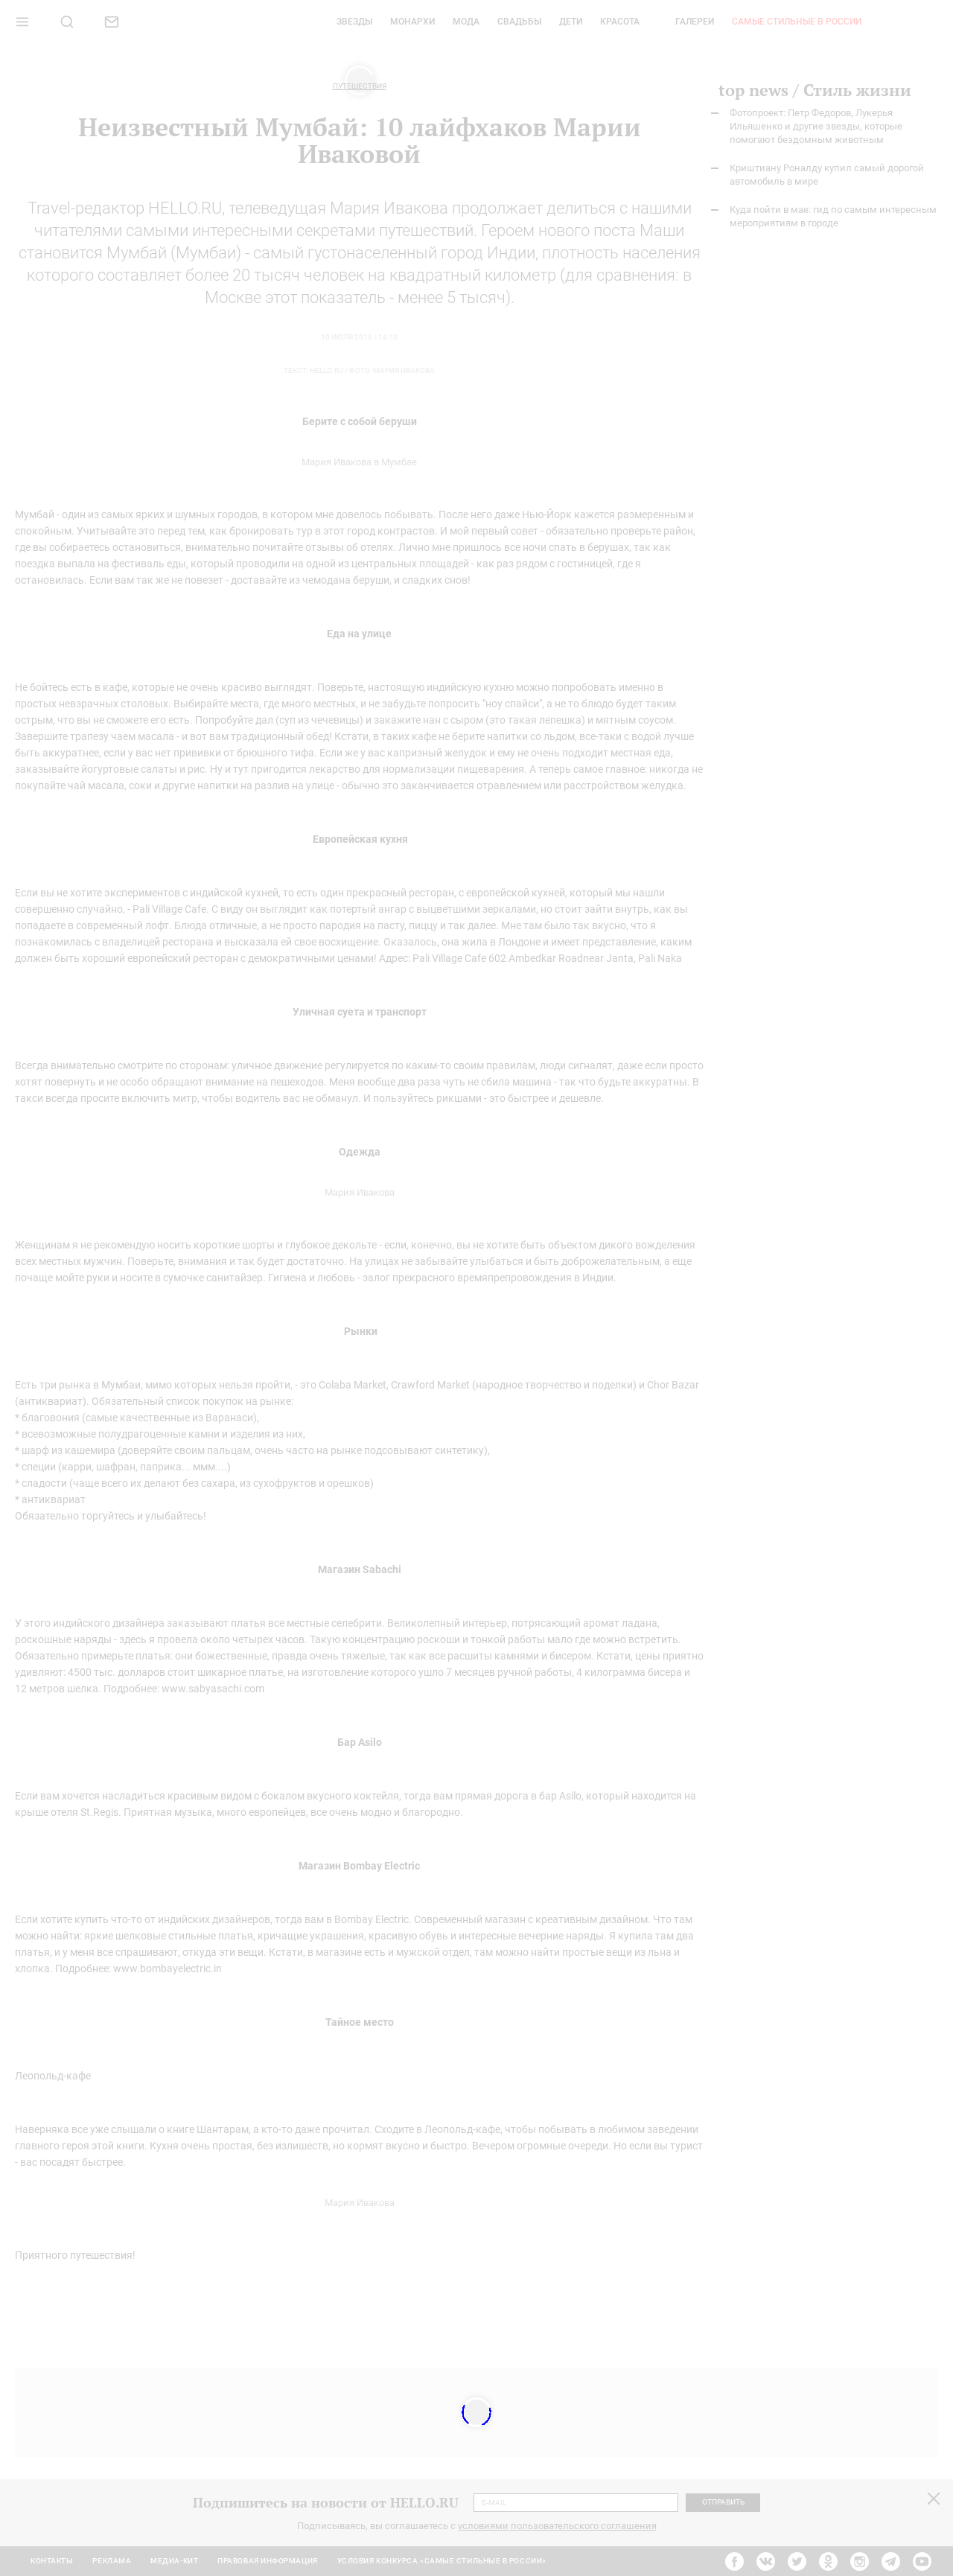 ЗВЕЗДЫ МОНАРХИ МОДА СВАДЬБЫ ДЕТИ КРАСОТА ГАЛЕРЕИ САМЫЕ СТИЛЬНЫЕ В РОССИИ
ПУТЕШЕСТВИЯ
Неизвестный Мумбай: 10 лайфхаков Марии
Иваковой
Travel-редактор HELLO.RU, телеведущая Мария Ивакова продолжает делиться с нашими
читателями самыми интересными секретами путешествий. Героем нового поста Маши
становится Мумбай (Мумбаи) - самый густонаселенный город Индии, плотность населения
которого составляет более 20 тысяч человек на квадратный километр (для сравнения: в
Москве этот показатель - менее 5 тысяч).
ТЕКСТ: HELLO.RU / ФОТО: МАРИЯ ИВАКОВА
Берите с собой беруши
Мария Ивакова в Мумбае
Мумбай - один из самых ярких и шумных городов, в котором мне довелось побывать. После него даже Нью-Йорк кажется размеренным и
спокойным. Учитывайте это перед тем, как бронировать тур в этот город контрастов. И мой первый совет - обязательно проверьте район,
где вы собираетесь остановиться, внимательно почитайте отзывы об отелях. Лично мне пришлось все ночи спать в берушах, так как
поездка выпала на фестиваль еды, который проводили на одной из центральных площадей - как раз рядом с гостиницей, где я
остановилась. Если вам так же не повезет - доставайте из чемодана беруши, и сладких снов!
Еда на улице
Не бойтесь есть в кафе, которые не очень красиво выглядят. Поверьте, настоящую индийскую кухню можно попробовать именно в
простых невзрачных столовых. Выбирайте места, где много местных, и не забудьте попросить "ноу спайси", а не то блюдо будет таким
острым, что вы не сможете его есть. Попробуйте дал (суп из чечевицы) и закажите нан с сыром (это такая лепешка) и мятным соусом.
Завершите трапезу чаем масала - и вот вам традиционный обед! Кстати, в таких кафе не берите напитки со льдом, все-таки с водой лучше
быть аккуратнее, если у вас нет прививки от брюшного тифа. Если же у вас капризный желудок и ему не очень подходит местная еда,
заказывайте йогуртовые салаты и рис. Ну и тут пригодится лекарство для нормализации пищеварения. А теперь самое главное: никогда не
покупайте чай масала, соки и другие напитки на разлив на улице - обычно это заканчивается отравлением или расстройством желудка.
Европейская кухня
Если вы не хотите экспериментов с индийской кухней, то есть один прекрасный ресторан, с европейской кухней, который мы нашли
совершенно случайно, - Pali Village Cafe. С виду он выглядит как потертый ангар с выцветшими зеркалами, но стоит зайти внутрь, как вы
попадаете в современный лофт. Блюда отличные, а не просто пародия на пасту, пиццу и так далее. Мне там было так вкусно, что я
познакомилась с владелицей ресторана и высказала ей свое восхищение. Оказалось, она жила в Лондоне и имеет представление, каким
должен быть хороший европейский ресторан с демократичными ценами! Адрес: Pali Village Cafe 602 Ambedkar Roadnear Janta, Pali Naka
Уличная суета и транспорт
Всегда внимательно смотрите по сторонам: уличное движение регулируется по каким-то своим правилам, люди сигналят, даже если просто
хотят повернуть и не особо обращают внимание на пешеходов. Меня вообще два раза чуть не сбила машина - так что будьте аккуратны. В
такси всегда просите включить митр, чтобы водитель вас не обманул. И пользуйтесь рикшами - это быстрее и дешевле.
Одежда
Мария Ивакова
Женщинам я не рекомендую носить короткие шорты и глубокое декольте - если, конечно, вы не хотите быть объектом дикого вожделения
всех местных мужчин. Поверьте, внимания и так будет достаточно. На улицах не забывайте улыбаться и быть доброжелательным, а еще
почаще мойте руки и носите в сумочке санитайзер. Гигиена и любовь - залог прекрасного времяпрепровождения в Индии.
Рынки
Есть три рынка в Мумбаи, мимо которых нельзя пройти, - это Colaba Market, Crawford Market (народное творчество и поделки) и Chor Bazar
(антиквариат). Обязательный список покупок на рынке:
* благовония (самые качественные из Варанаси),
* всевозможные полудрагоценные камни и изделия из них,
* шарф из кашемира (доверяйте своим пальцам, очень часто на рынке подсовывают синтетику),
* специи (карри, шафран, паприка... ммм....)
* сладости (чаще всего их делают без сахара, из сухофруктов и орешков)
* антиквариат
Обязательно торгуйтесь и улыбайтесь!
Магазин Sabachi
У этого индийского дизайнера заказывают платья все местные селебрити. Великолепный интерьер, потрясающий аромат ладана,
роскошные наряды - здесь я провела около четырех часов. Такую концентрацию роскоши и тонкой работы мало где можно встретить.
Обязательно примерьте платья: они божественные, правда очень тяжелые, так как все расшиты камнями и бисером. Кстати, цены приятно
удивляют: 4500 тыс. долларов стоит шикарное платье, на изготовление которого ушло 7 месяцев ручной работы, 4 килограмма бисера и
12 метров шелка. Подробнее: www.sabyasachi.com
Бар Asilo
Если вам хочется насладиться красивым видом с бокалом вкусного коктейля, тогда вам прямая дорога в бар Asilo, который находится на
крыше отеля St.Regis. Приятная музыка, много европейцев, все очень модно и благородно.
Магазин Bombay Electric
Если хотите купить что-то от индийских дизайнеров, тогда вам в Bombay Electric. Современный магазин с креативным дизайном. Что там
можно найти: яркие шелковые стильные платья, кричащие украшения, красивую обувь и интересные вечерние наряды. Я купила там два
платья, и у меня все спрашивают, откуда эти вещи. Кстати, в магазине есть и мужской отдел, там можно найти простые вещи из льна и
хлопка. Подробнее: www.bombayelectric.in
Тайное место
Леопольд-кафе
Наверняка все уже слышали о книге Шантарам, а кто-то даже прочитал. Сходите в Леопольд-кафе, чтобы побывать в любимом заведении
главного героя этой книги. Кухня очень простая, без излишеств, но кормят вкусно и быстро. Вечером огромные очереди. Но если вы турист
- вас посадят быстрее.
Мария Ивакова
Приятного путешествия!
top news / Стиль жизни
Фотопроект: Петр Федоров, Лукерья
Ильяшенко и другие звезды, которые
помогают бездомным животным
Криштиану Роналду купил самый дорогой
автомобиль в мире
Куда пойти в мае: гид по самым интересным
мероприятиям в городе
Подпишитесь на новости от HELLO.RU
E-MAIL
ОТПРАВИТЬ
Подписываясь, вы соглашаетесь с условиями пользовательского соглашения
КОНТАКТЫ РЕКЛАМА МЕДИА-КИТ ПРАВОВАЯ ИНФОРМАЦИЯ УСЛОВИЯ КОНКУРСА «САМЫЕ СТИЛЬНЫЕ В РОССИИ»